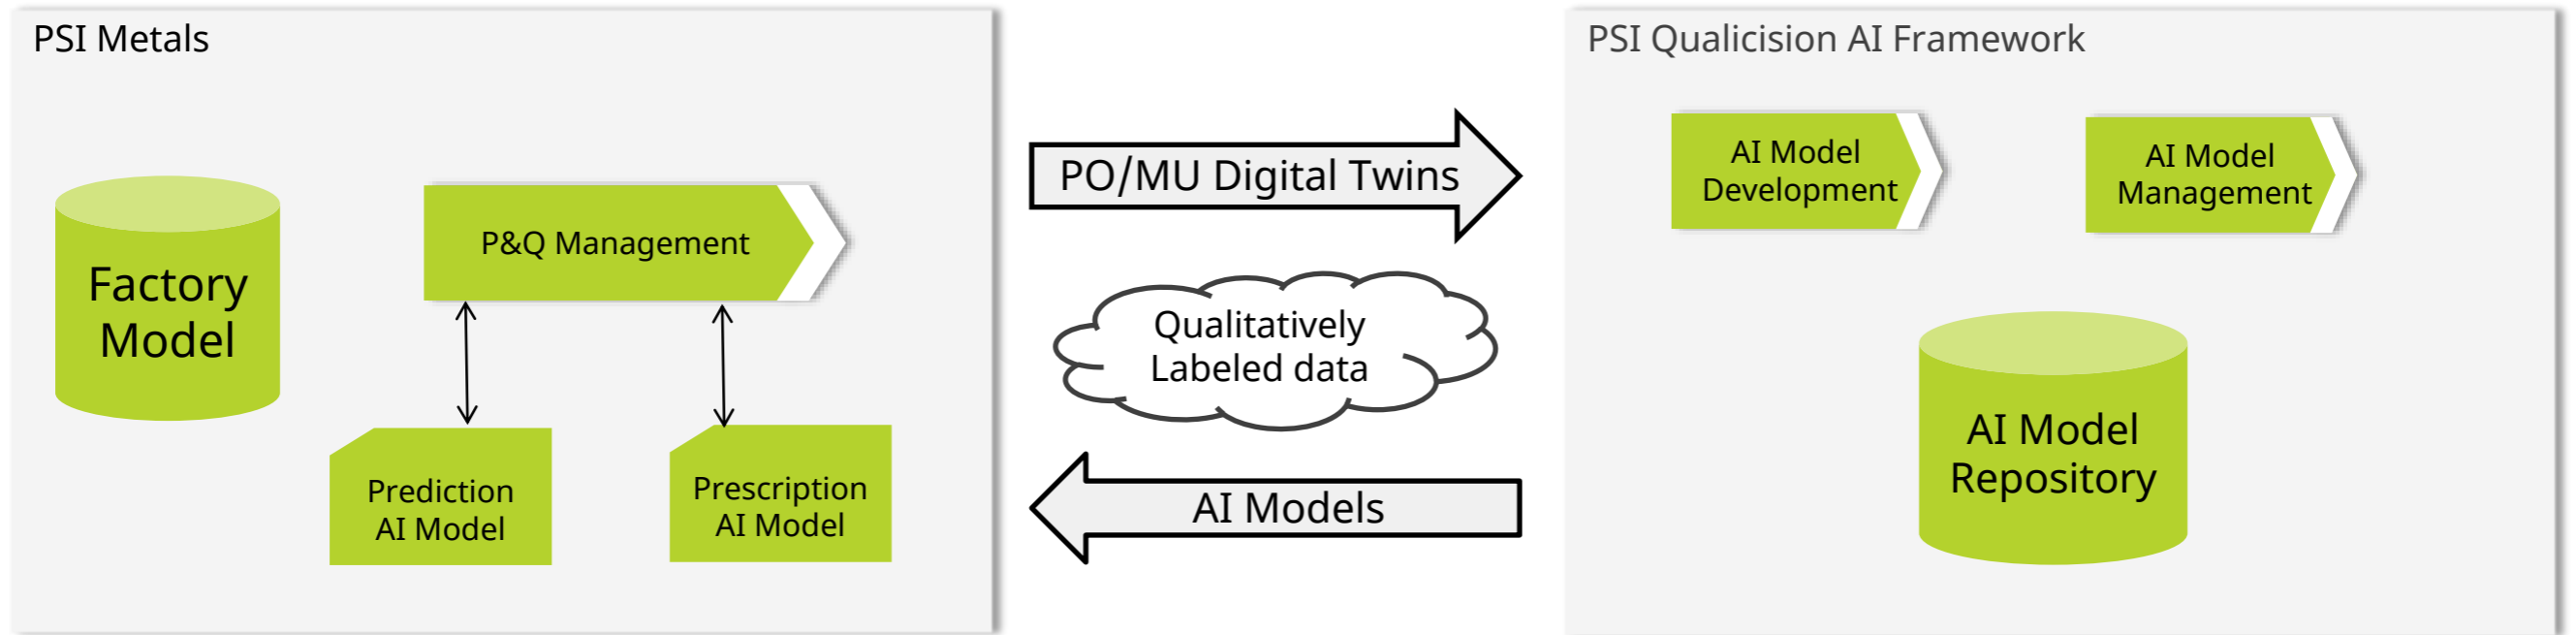 PSI Metals
Factory
Model
P&Q Management
Prediction
AI Model
Prescription
AI Model
PO/MU Digital Twins
Qualitatively
Labeled data
AI Models
PSI Qualicision AI Framework
AI Model
Development
AI Model
Management
AI Model
Repository